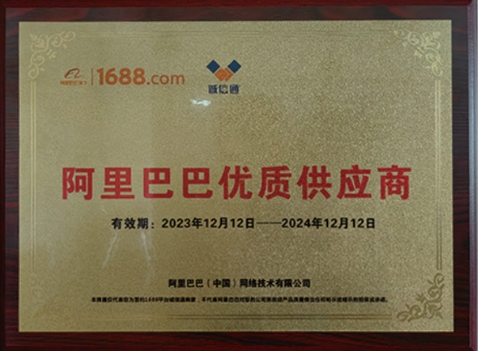 1688.com
诚信通
阿里巴巴优质供应商
有效期：2023年12月12日——2024年12月12日
阿里巴巴（中国）网络技术有限公司